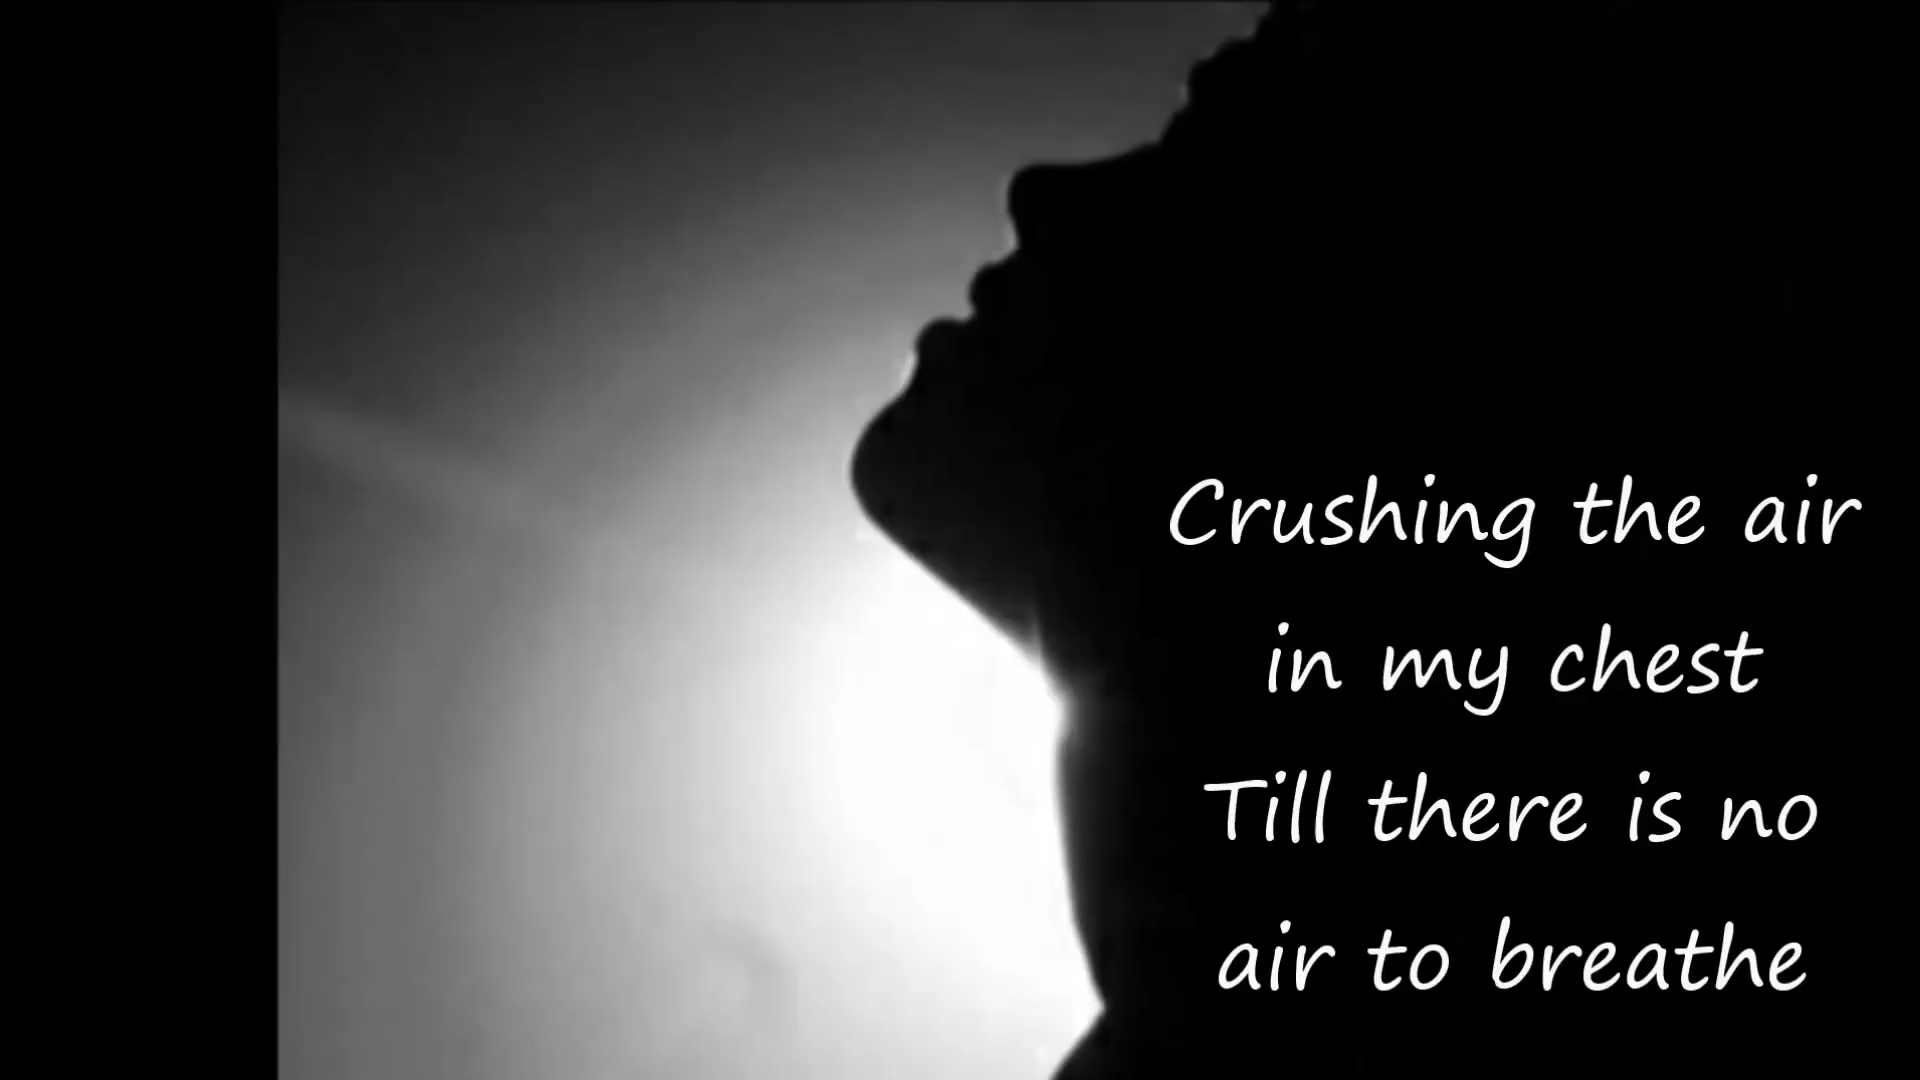 Crushing the air
in my chest
Till there is no
air to breathe